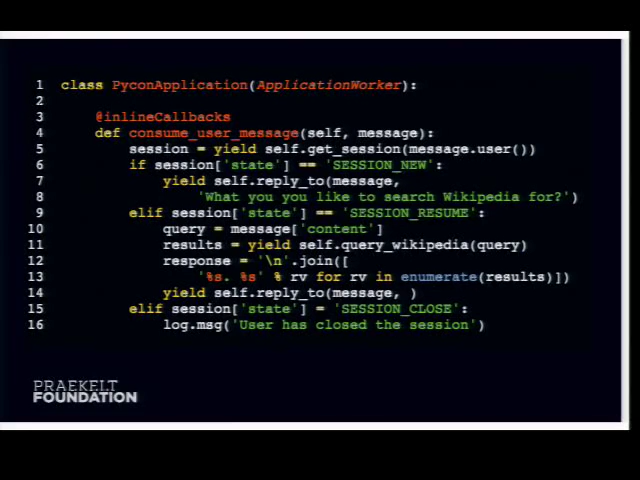 1 class PyconApplication(ApplicationWorker):
2
3 @inlineCallbacks
4 def consume_user_message(self, message):
5 session = yield self.get_session(message.user())
6 if session['state'] == 'SESSION_NEW':
7 yield self.reply_to(message,
8 'What you you like to search Wikipedia for?')
9 elif session['state'] == 'SESSION_RESUME':
10 query = message['content']
11 results = yield self.query_wikipedia(query)
12 response = '\n'.join([
13 '%s. %s' % rv for rv in enumerate(results)])
14 yield self.reply_to(message, )
15 elif session['state'] = 'SESSION_CLOSE':
16 log.msg('User has closed the session')
PRAEKELT
FOUNDATION